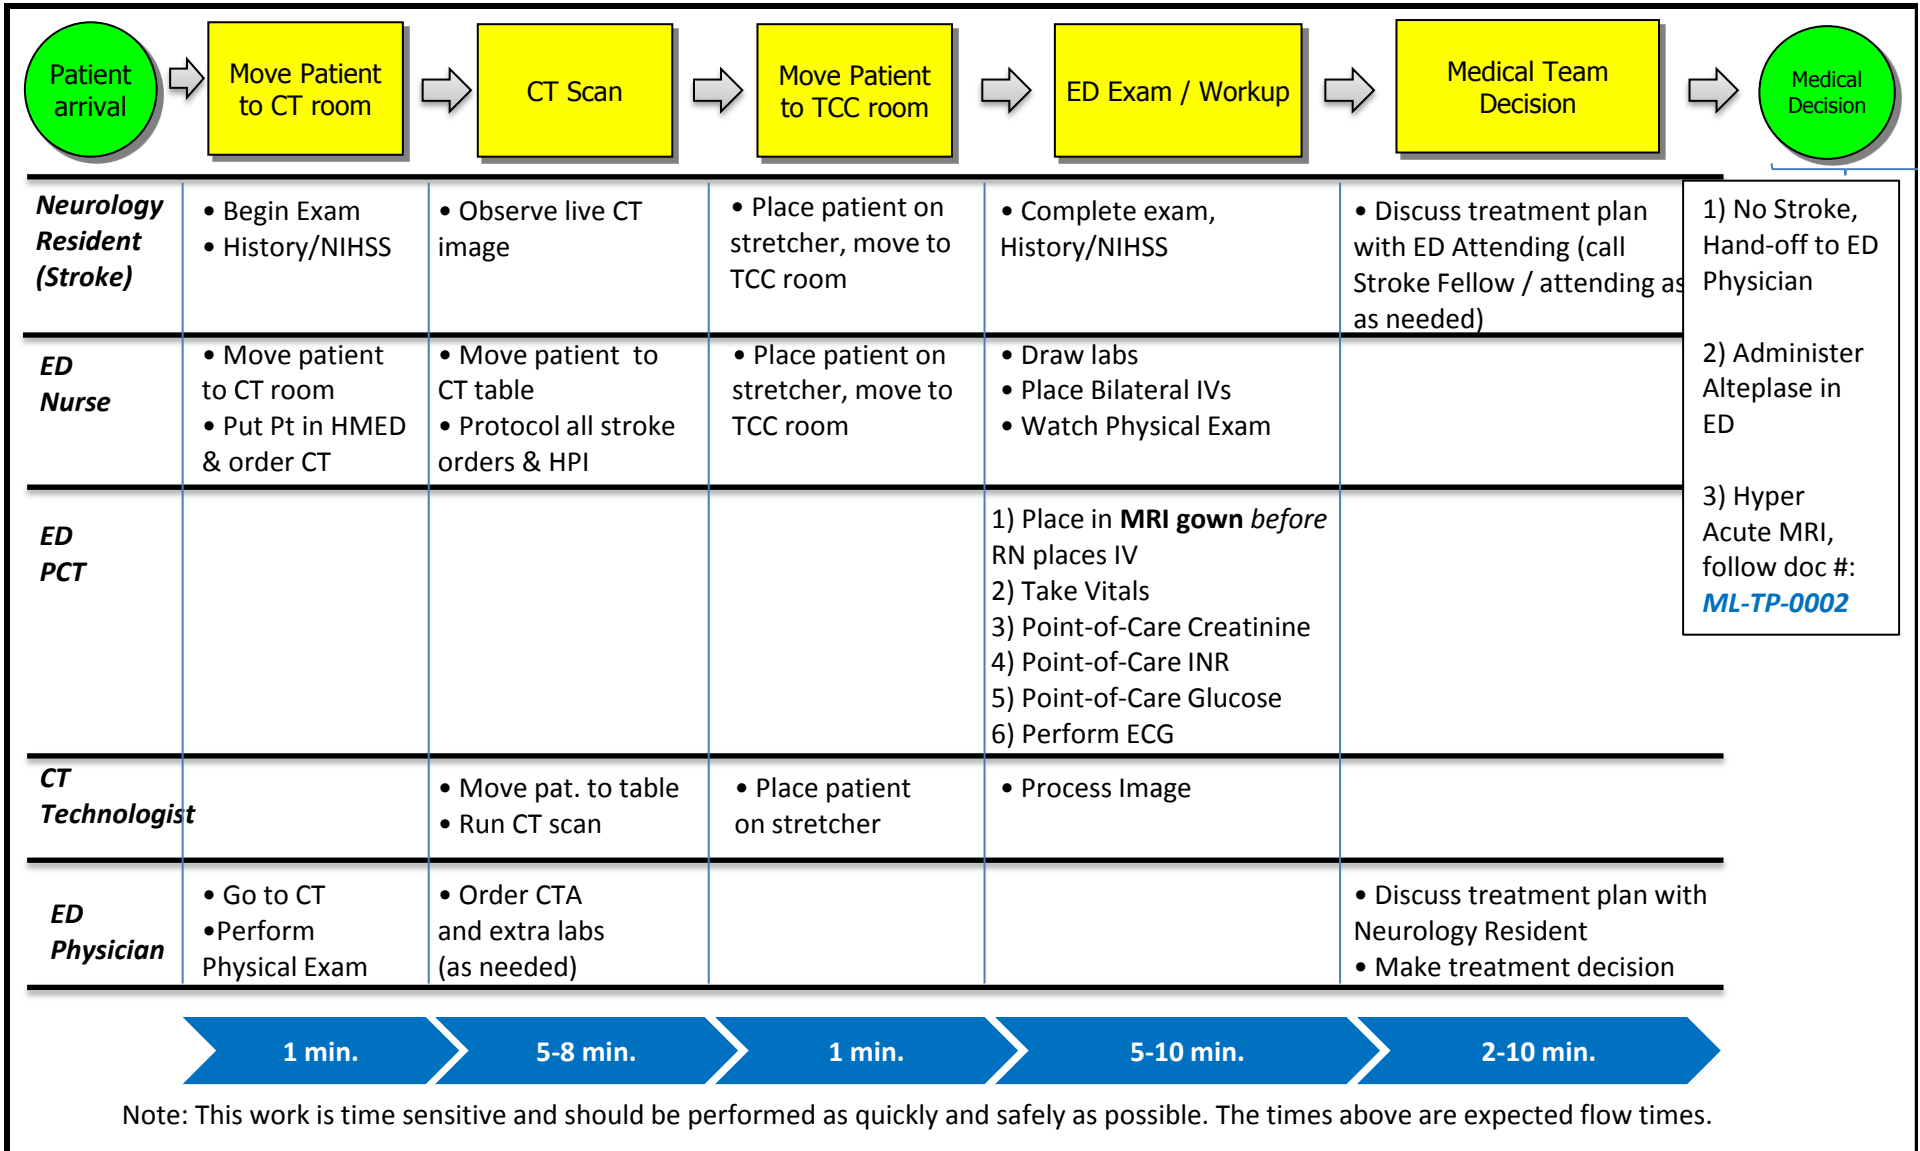 Patient
arrival
Move Patient
to CT room
CT Scan
Move Patient
to TCC room
ED Exam / Workup
Medical Team
Decision
Medical
Decision
Neurology
Resident
(Stroke)
• Begin Exam
• History/NIHSS
• Observe live CT
image
• Place patient on
stretcher, move to
TCC room
• Complete exam,
History/NIHSS
• Discuss treatment plan
with ED Attending (call
Stroke Fellow / attending as
as needed)
1) No Stroke,
Hand-off to ED
Physician
2) Administer
Alteplase in
ED
3) Hyper
Acute MRI,
follow doc #:
ML-TP-0002
ED
Nurse
• Move patient
to CT room
• Put Pt in HMED
& order CT
• Move patient to
CT table
• Protocol all stroke
orders & HPI
• Place patient on
stretcher, move to
TCC room
• Draw labs
• Place Bilateral IVs
• Watch Physical Exam
ED
PCT
1) Place in MRI gown before
RN places IV
2) Take Vitals
3) Point-of-Care Creatinine
4) Point-of-Care INR
5) Point-of-Care Glucose
6) Perform ECG
CT
Technologist
• Move pat. to table
• Run CT scan
• Place patient
on stretcher
• Process Image
ED
Physician
• Go to CT
•Perform
Physical Exam
• Order CTA
and extra labs
(as needed)
• Discuss treatment plan with
Neurology Resident
• Make treatment decision
1 min.
5-8 min.
1 min.
5-10 min.
2-10 min.
Note: This work is time sensitive and should be performed as quickly and safely as possible. The times above are expected flow times.